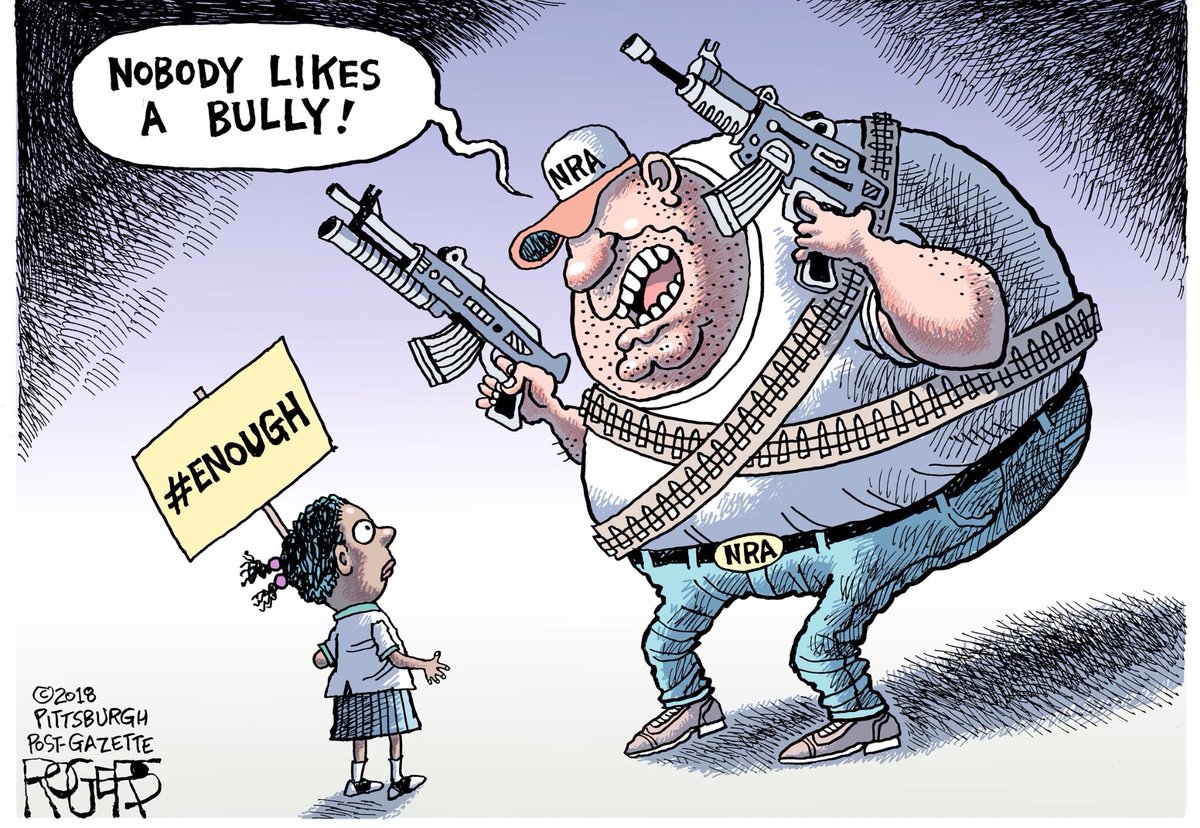 NOBODY LIKES
A BULLY!
NRA
#ENOUGH
NRA
©2018
PITTSBURGH
POST-GAZETTE
ROGERS